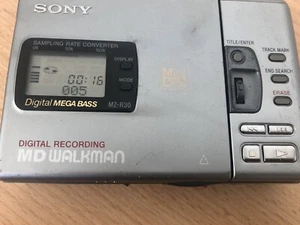 SONY
SAMPLING RATE CONVERTER
DISPLAY
00:16
005
MODE
Digital MEGA BASS
MZ-R30
TITLE/ENTER
TRACK MARK
END SEARCH
ERASE
DIGITAL RECORDING
MD WALKMAN